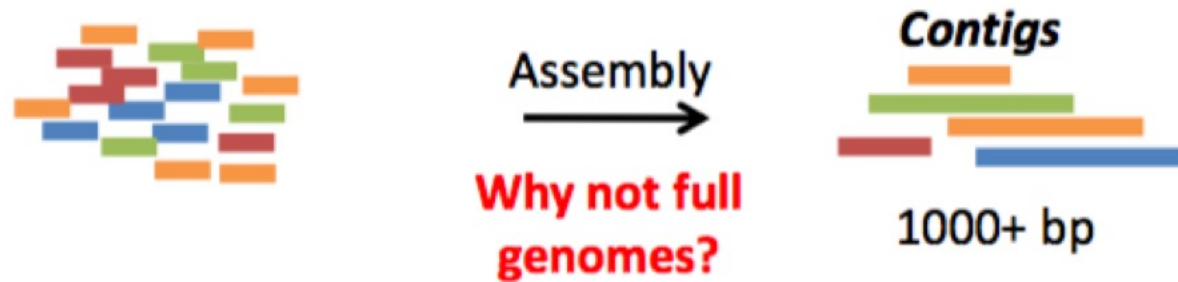 Contigs
Assembly
Why not full
genomes?
1000+ bp